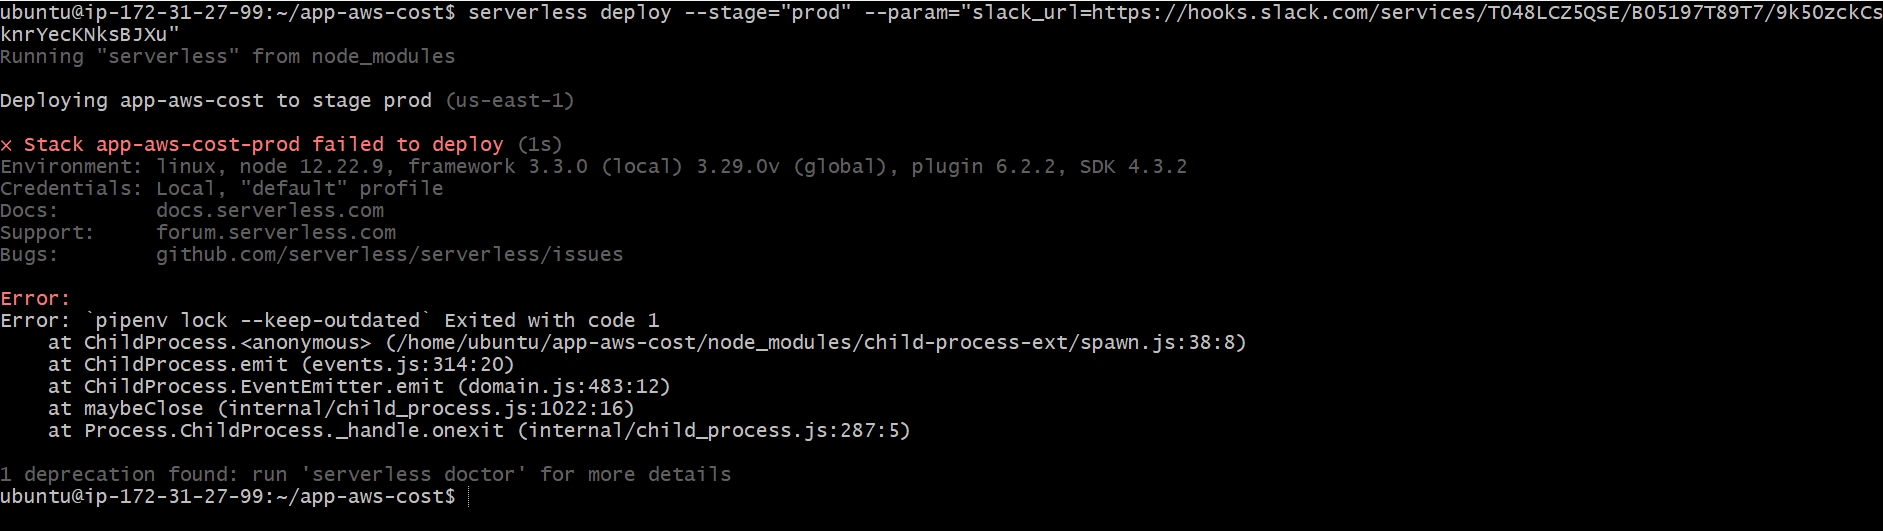 ubuntu@ip-172-31-27-99:~/app-aws-cost$ serverless deploy --stage="prod" --param="slack_url=https://hooks.slack.com/services/T048LCZ5QSE/B05197T89T7/9k50zckCs
knrYecKNksBJXu"
Running "serverless" from node_modules
Deploying app-aws-cost to stage prod (us-east-1)
× Stack app-aws-cost-prod failed to deploy (1s)
Environment: linux, node 12.22.9, framework 3.3.0 (local) 3.29.0v (global), plugin 6.2.2, SDK 4.3.2
Credentials: Local, "default" profile
Docs:        docs.serverless.com
Support:     forum.serverless.com
Bugs:        github.com/serverless/serverless/issues
Error:
Error: `pipenv lock --keep-outdated` Exited with code 1
    at ChildProcess.<anonymous> (/home/ubuntu/app-aws-cost/node_modules/child-process-ext/spawn.js:38:8)
    at ChildProcess.emit (events.js:314:20)
    at ChildProcess.EventEmitter.emit (domain.js:483:12)
    at maybeClose (internal/child_process.js:1022:16)
    at Process.ChildProcess._handle.onexit (internal/child_process.js:287:5)
1 deprecation found: run 'serverless doctor' for more details
ubuntu@ip-172-31-27-99:~/app-aws-cost$